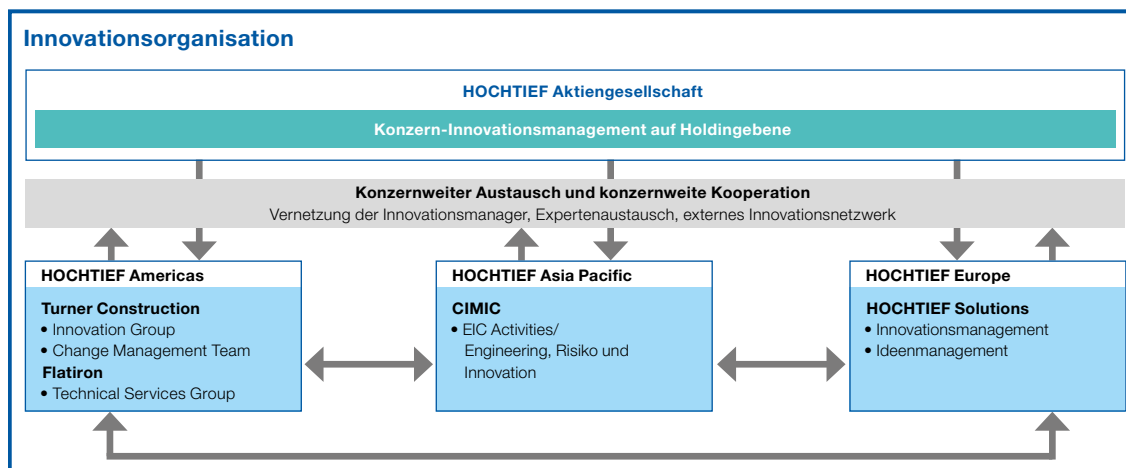 Innovationsorganisation
HOCHTIEF Aktiengesellschaft
Konzern-Innovationsmanagement auf Holdingebene
Konzernweiter Austausch und konzernweite Kooperation
Vernetzung der Innovationsmanager, Expertenaustausch, externes Innovationsnetzwerk
HOCHTIEF Americas
Turner Construction
• Innovation Group
• Change Management Team
Flatiron
• Technical Services Group
HOCHTIEF Asia Pacific
CIMIC
• EIC Activities/
Engineering, Risiko und
Innovation
HOCHTIEF Europe
HOCHTIEF Solutions
• Innovationsmanagement
• Ideenmanagement